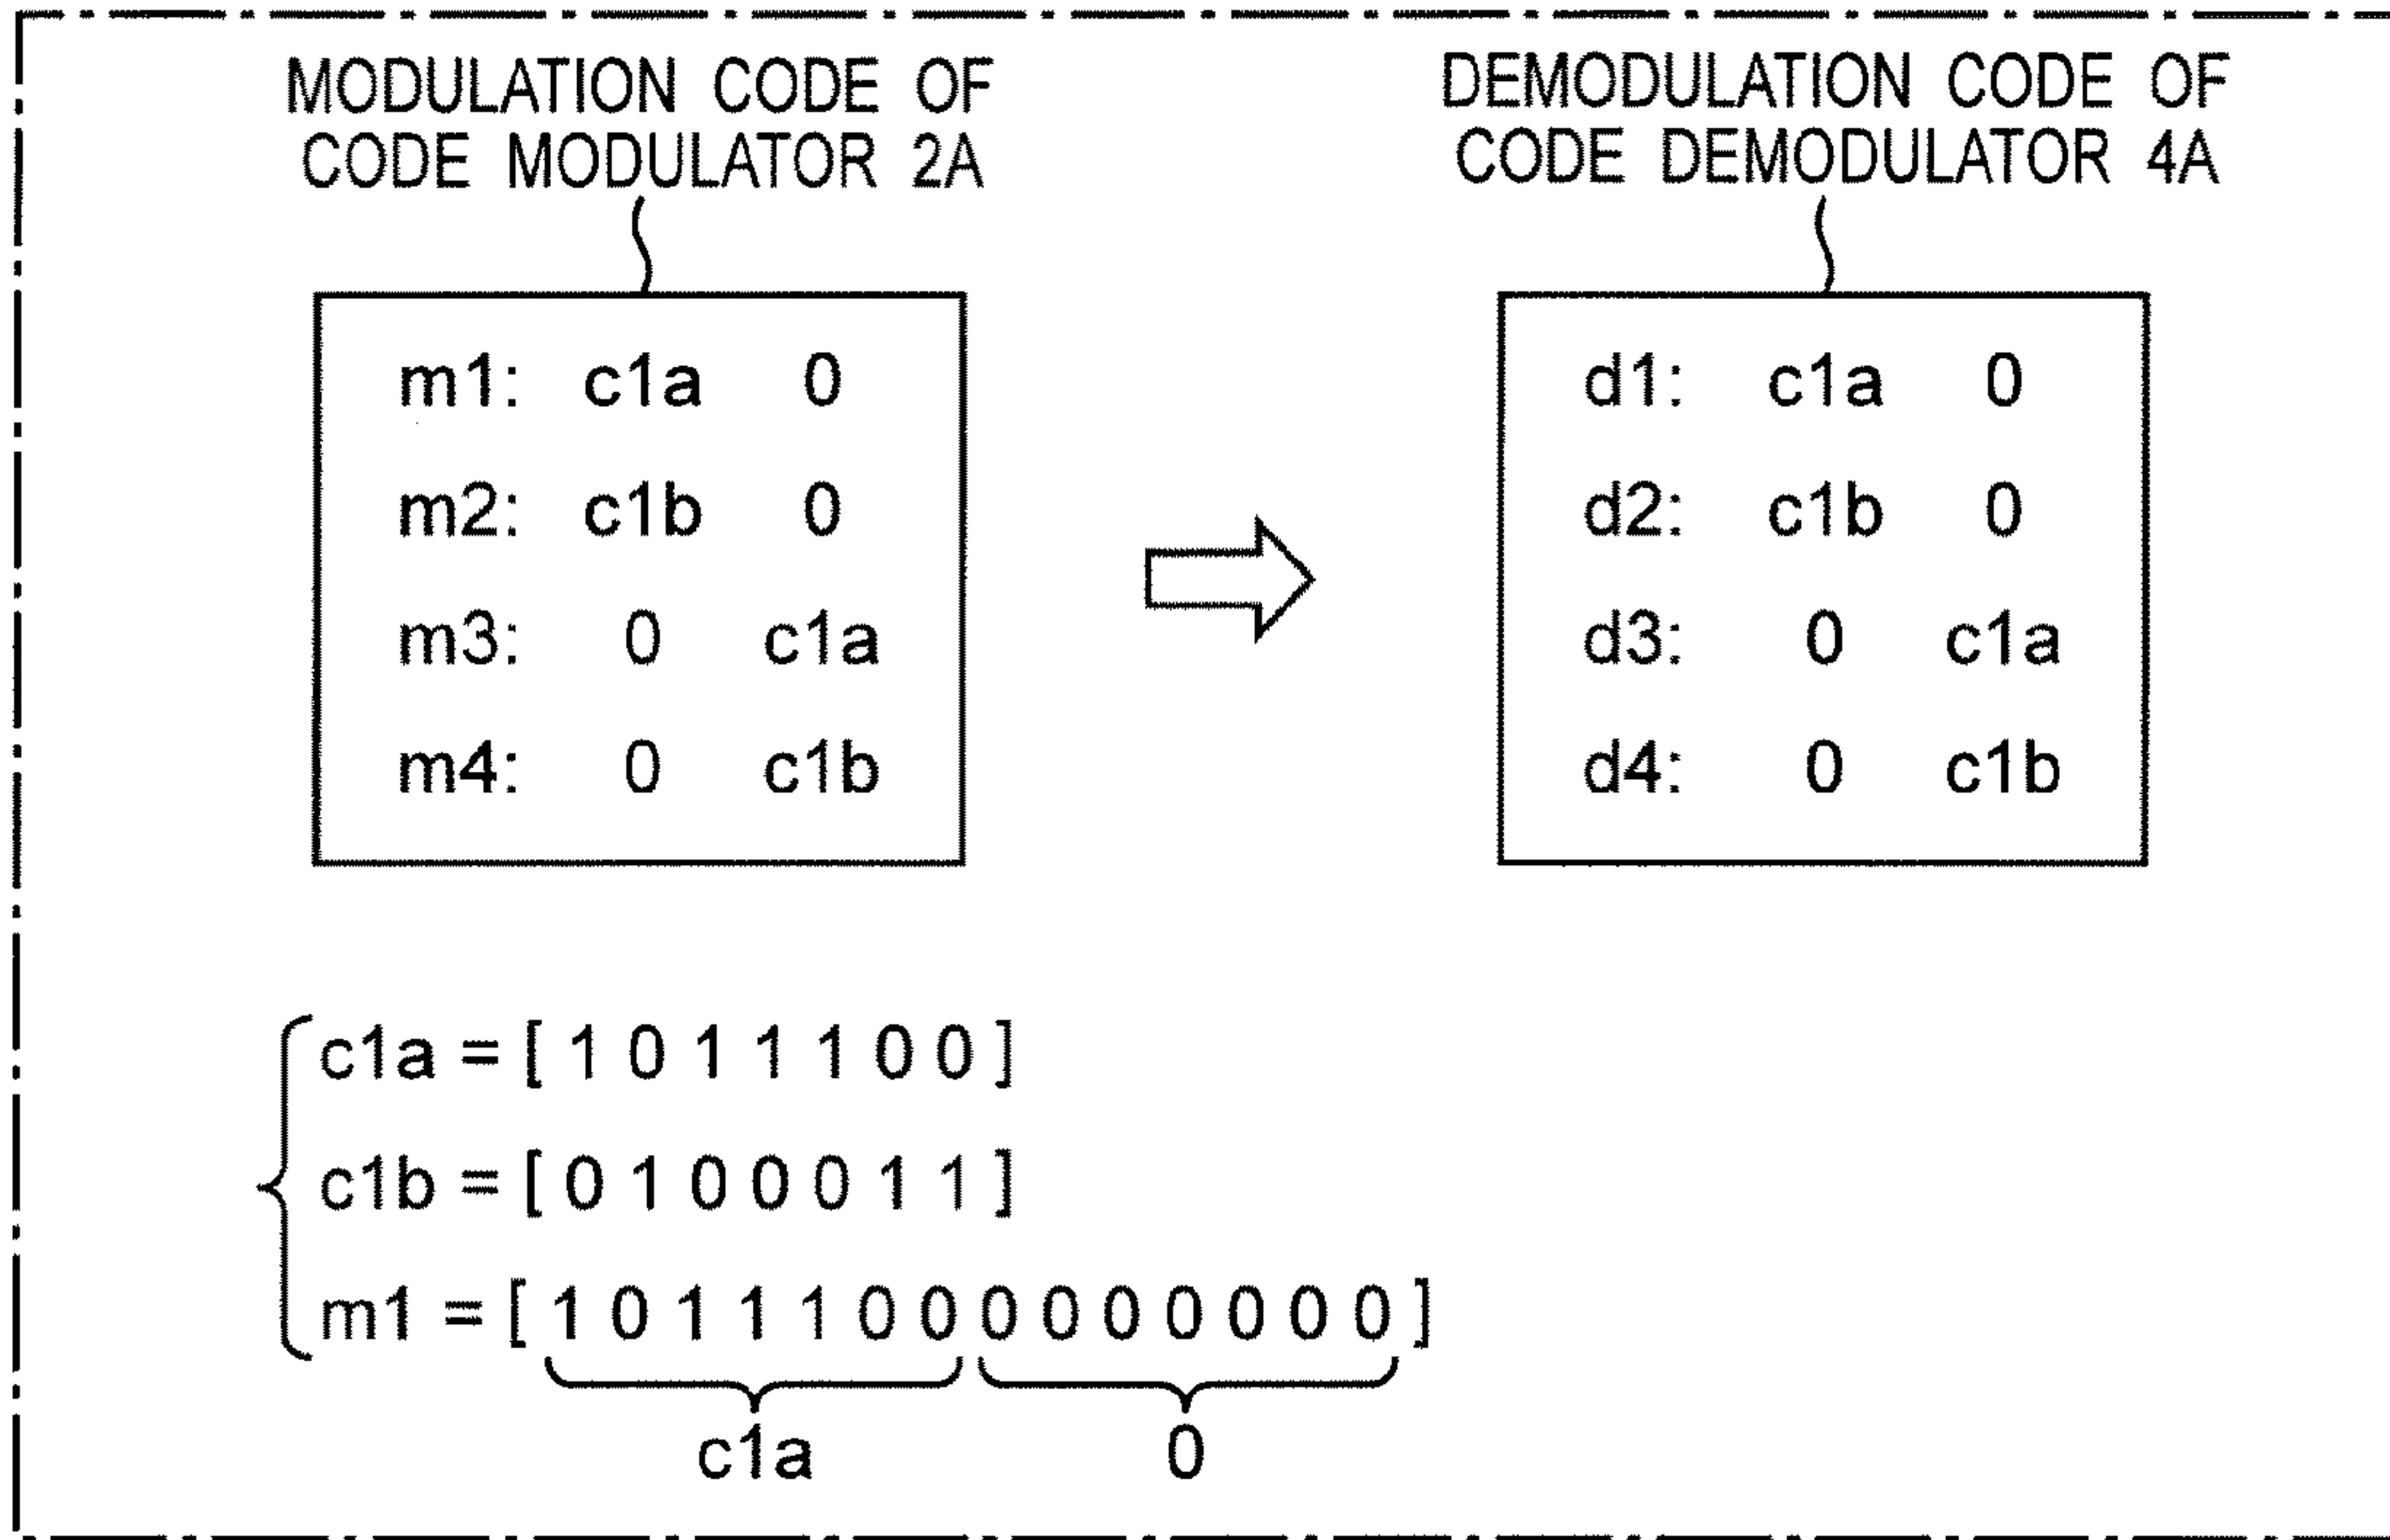 MODULATION CODE OF
CODE MODULATOR 2A
m1: c1a 0
m2: c1b 0
m3: 0 c1a
m4: 0 c1b
DEMODULATION CODE OF
CODE DEMODULATOR 4A
d1: c1a 0
d2: c1b 0
d3: 0 c1a
d4: 0 c1b
c1a = [ 1 0 1 1 1 0 0 ]
c1b = [ 0 1 0 0 0 1 1 ]
m1 = [ 1 0 1 1 1 0 0 0 0 0 0 0 0 0 ]
c1a 0